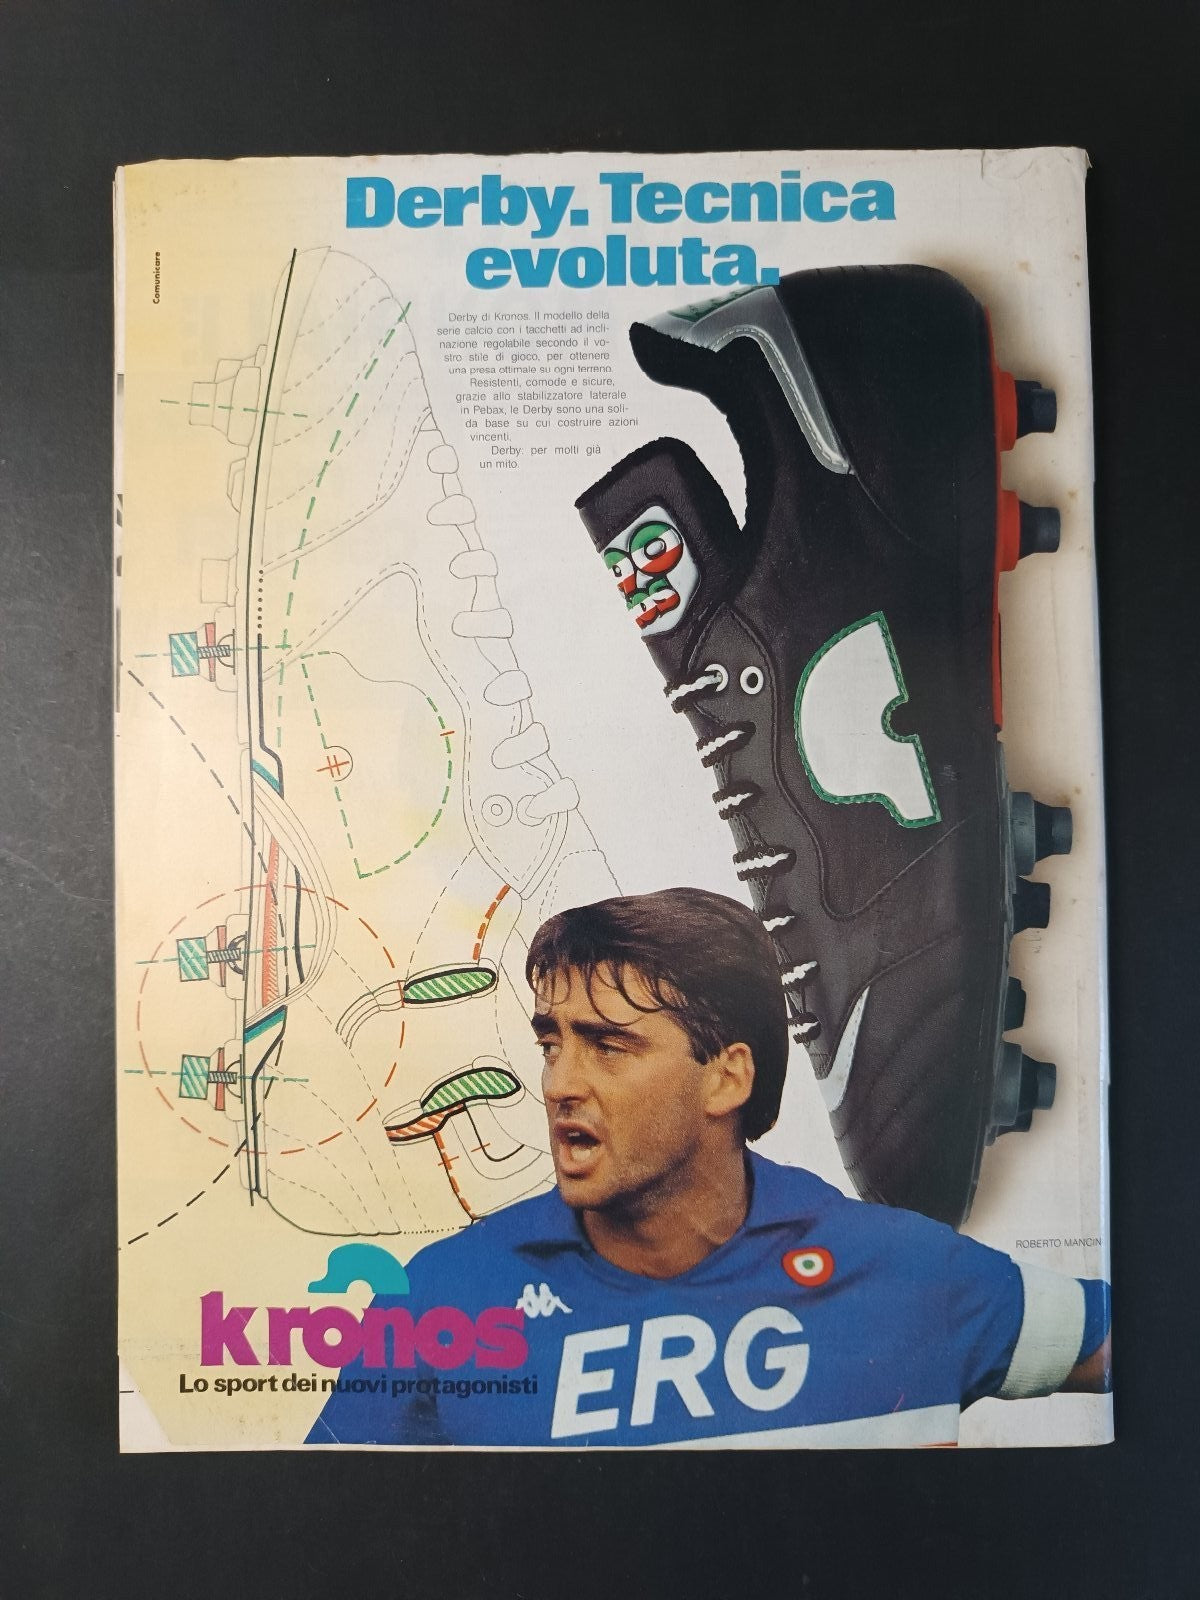 Derby. Tecnica
evoluta.
Comunicare
Derby di Kronos. Il modello della
serie calcio con i tacchetti ad incli-
nazione regolabile secondo il vo-
stro stile di gioco, per ottenere
una presa ottimale su ogni terreno.
Resistenti, comode e sicure,
grazie allo stabilizzatore laterale
in Pebax, le Derby sono una soli-
da base su cui costruire azioni
vincenti.
Derby: per molti già
un mito.
ROBERTO MANCIN
kronos
Lo sport dei nuovi protagonisti
ERG